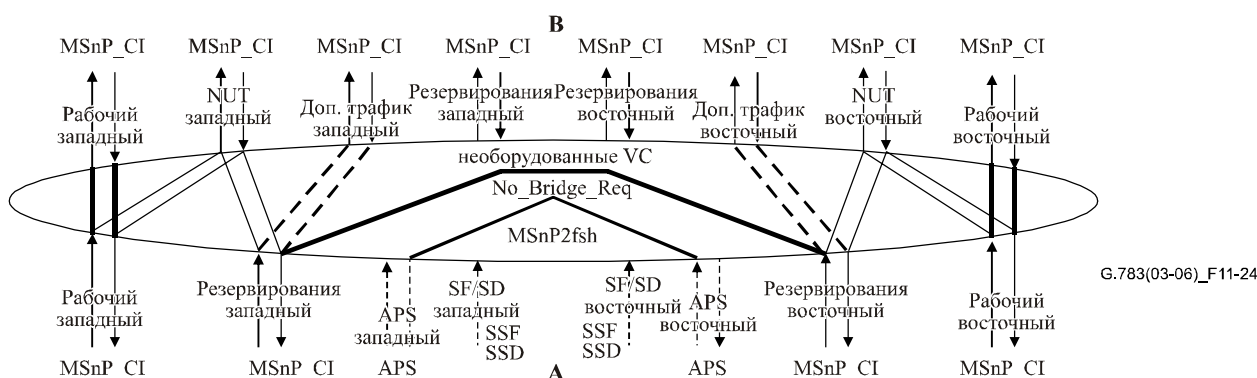 B
MSnP_CI MSnP_CI MSnP_CI MSnP_CI MSnP_CI MSnP_CI MSnP_CI MSnP_CI
Рабочий западный
NUT западный
Доп. трафик западный
Резервирования западный
Резервирования восточный
Доп. трафик восточный
NUT восточный
Рабочий восточный
необорудованные VC
No_Bridge_Req
MSnP2fsh
G.783(03-06)_F11-24
Рабочий западный
Резервирования западный
APS западный
SF/SD западный
SSF
SSD
SF/SD восточный
SSF
SSD
APS восточный
Резервирования восточный
Рабочий восточный
MSnP_CI MSnP_CI APS APS MSnP_CI MSnP_CI
A